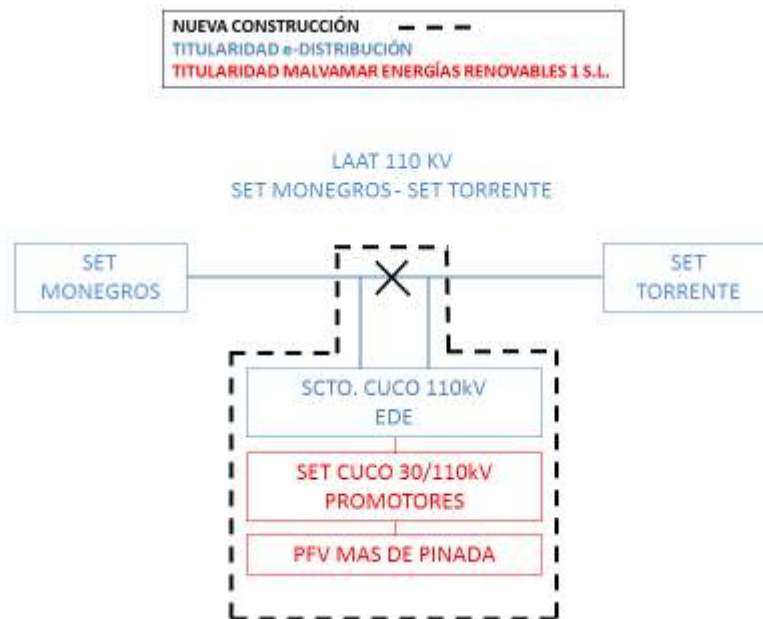 NUEVA CONSTRUCCIÓN
TITULARIDAD e-DISTRIBUCIÓN
TITULARIDAD MALVAMAR ENERGÍAS RENOVABLES 1 S.L.
LAAT 110 KV
SET MONEGROS - SET TORRENTE
SET
MONEGROS
SET
TORRENTE
SCTO. CUCO 110kV
EDE
SET CUCO 30/110kV
PROMOTORES
PFV MAS DE PINADA